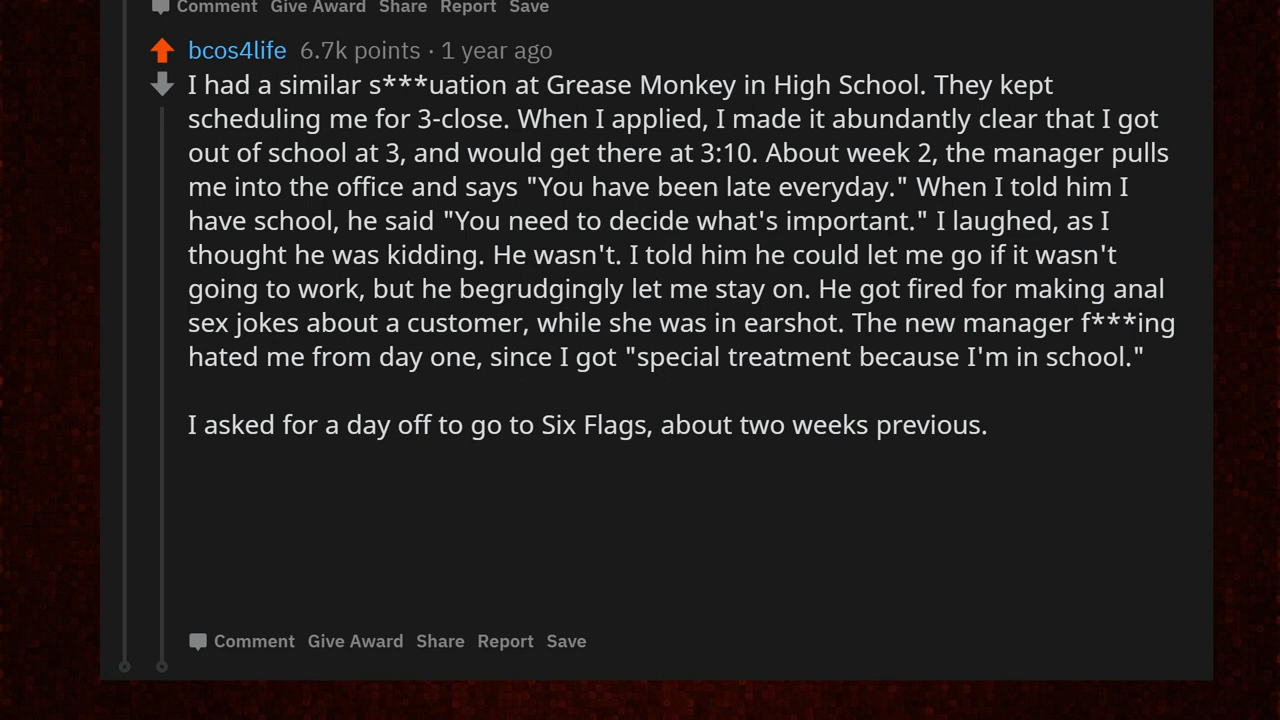 Comment Give Award Share Report Save
bcos4life 6.7k points · 1 year ago
I had a similar s***uation at Grease Monkey in High School. They kept
scheduling me for 3-close. When I applied, I made it abundantly clear that I got
out of school at 3, and would get there at 3:10. About week 2, the manager pulls
me into the office and says "You have been late everyday." When I told him I
have school, he said "You need to decide what's important." I laughed, as I
thought he was kidding. He wasn't. I told him he could let me go if it wasn't
going to work, but he begrudgingly let me stay on. He got fired for making anal
sex jokes about a customer, while she was in earshot. The new manager f***ing
hated me from day one, since I got "special treatment because I'm in school."
I asked for a day off to go to Six Flags, about two weeks previous.
Comment Give Award Share Report Save